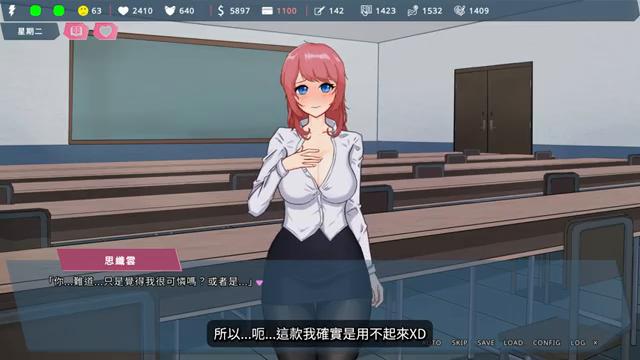 63 2410 640 $ 5897 1100 142 1423 1532 1409
星期二
思纖雲
「你...難道...只是覺得我很可憐嗎？或者是...」
所以...呃...這款我確實是用不起來XD
SKIP SAVE LOAD CONFIG LOG X